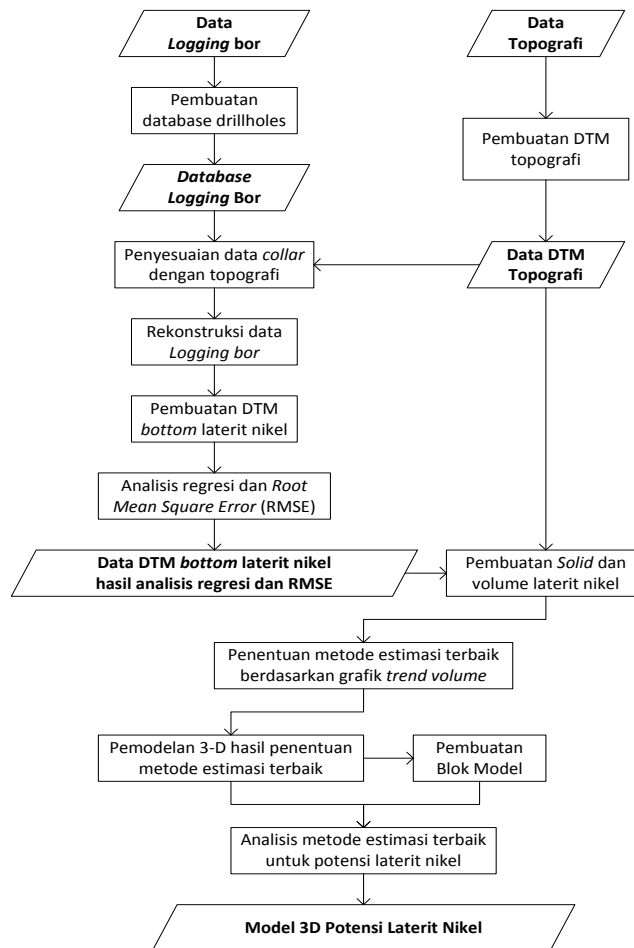 Data
Logging bor
Data
Topografi
Pembuatan
database drillholes
Pembuatan DTM
topografi
Database
Logging Bor
Penyesuaian data collar
dengan topografi
Data DTM
Topografi
Rekonstruksi data
Logging bor
Pembuatan DTM
bottom laterit nikel
Analisis regresi dan Root
Mean Square Error (RMSE)
Data DTM bottom laterit nikel
hasil analisis regresi dan RMSE
Pembuatan Solid dan
volume laterit nikel
Penentuan metode estimasi terbaik
berdasarkan grafik trend volume
Pemodelan 3-D hasil penentuan
metode estimasi terbaik
Pembuatan
Blok Model
Analisis metode estimasi terbaik
untuk potensi laterit nikel
Model 3D Potensi Laterit Nikel